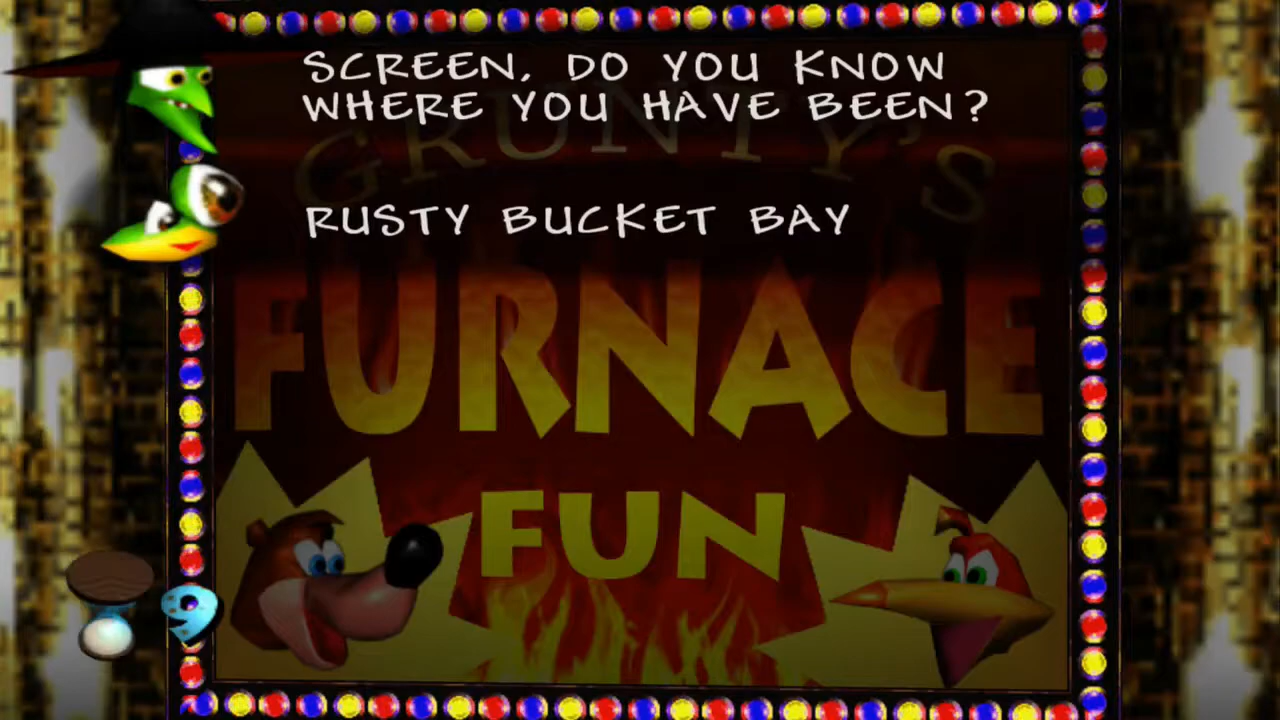 SCREEN, DO YOU KNOW
WHERE YOU HAVE BEEN?
GRUNTY'S
RUSTY BUCKET BAY
FURNACE
FUN
9